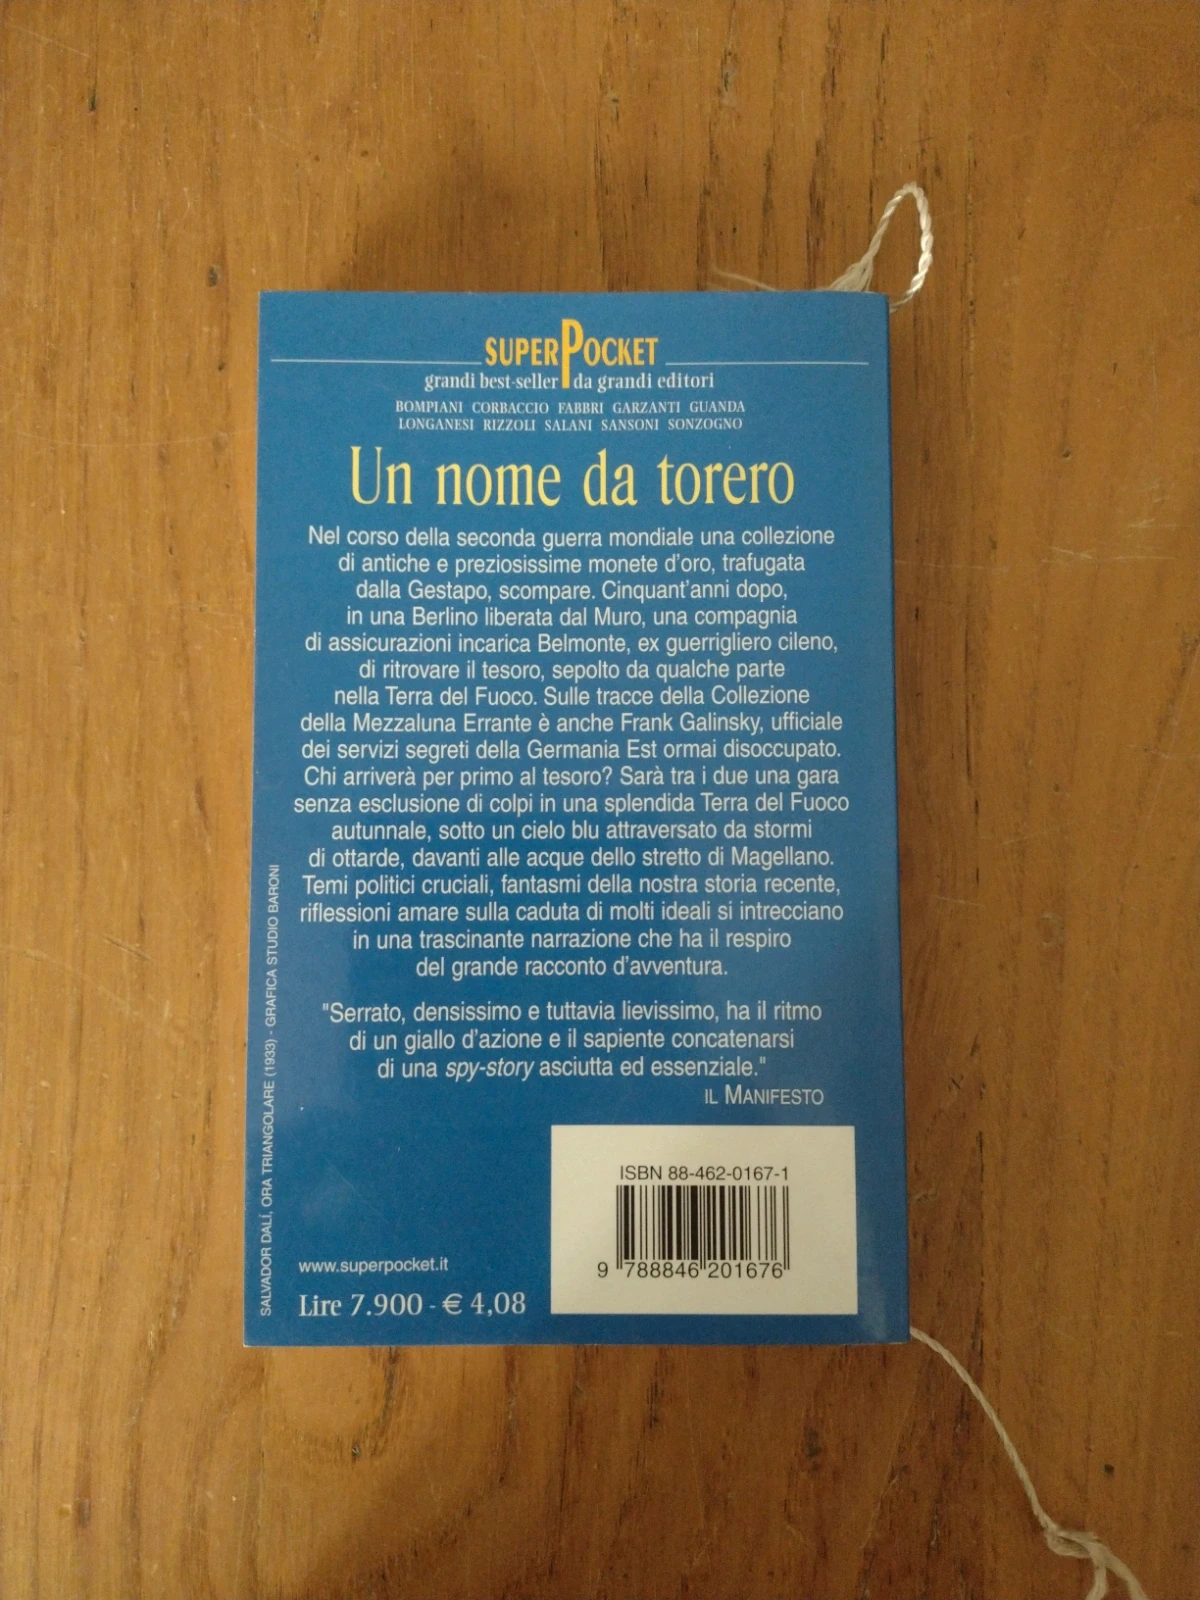 SUPERPOCKET
grandi best-seller da grandi editori
BOMPIANI CORBACCIO FABBRI GARZANTI GUANDA
LONGANESI RIZZOLI SALANI SANSONI SONZOGNO
Un nome da torero
Nel corso della seconda guerra mondiale una collezione
di antiche e preziosissime monete d'oro, trafugata
dalla Gestapo, scompare. Cinquant'anni dopo,
in una Berlino liberata dal Muro, una compagnia
di assicurazioni incarica Belmonte, ex guerrigliero cileno,
di ritrovare il tesoro, sepolto da qualche parte
nella Terra del Fuoco. Sulle tracce della Collezione
della Mezzaluna Errante è anche Frank Galinsky, ufficiale
dei servizi segreti della Germania Est ormai disoccupato.
Chi arriverà per primo al tesoro? Sarà tra i due una gara
senza esclusione di colpi in una splendida Terra del Fuoco
autunnale, sotto un cielo blu attraversato da stormi
di ottarde, davanti alle acque dello stretto di Magellano.
Temi politici cruciali, fantasmi della nostra storia recente,
riflessioni amare sulla caduta di molti ideali si intrecciano
in una trascinante narrazione che ha il respiro
del grande racconto d'avventura.
"Serrato, densissimo e tuttavia lievissimo, ha il ritmo
di un giallo d'azione e il sapiente concatenarsi
di una spy-story asciutta ed essenziale."
IL MANIFESTO
SALVADOR DALÍ, ORA TRIANGOLARE (1933) - GRAFICA STUDIO BARONI
www.superpocket.it
Lire 7.900 - € 4,08
ISBN 88-462-0167-1
9 788846 201676